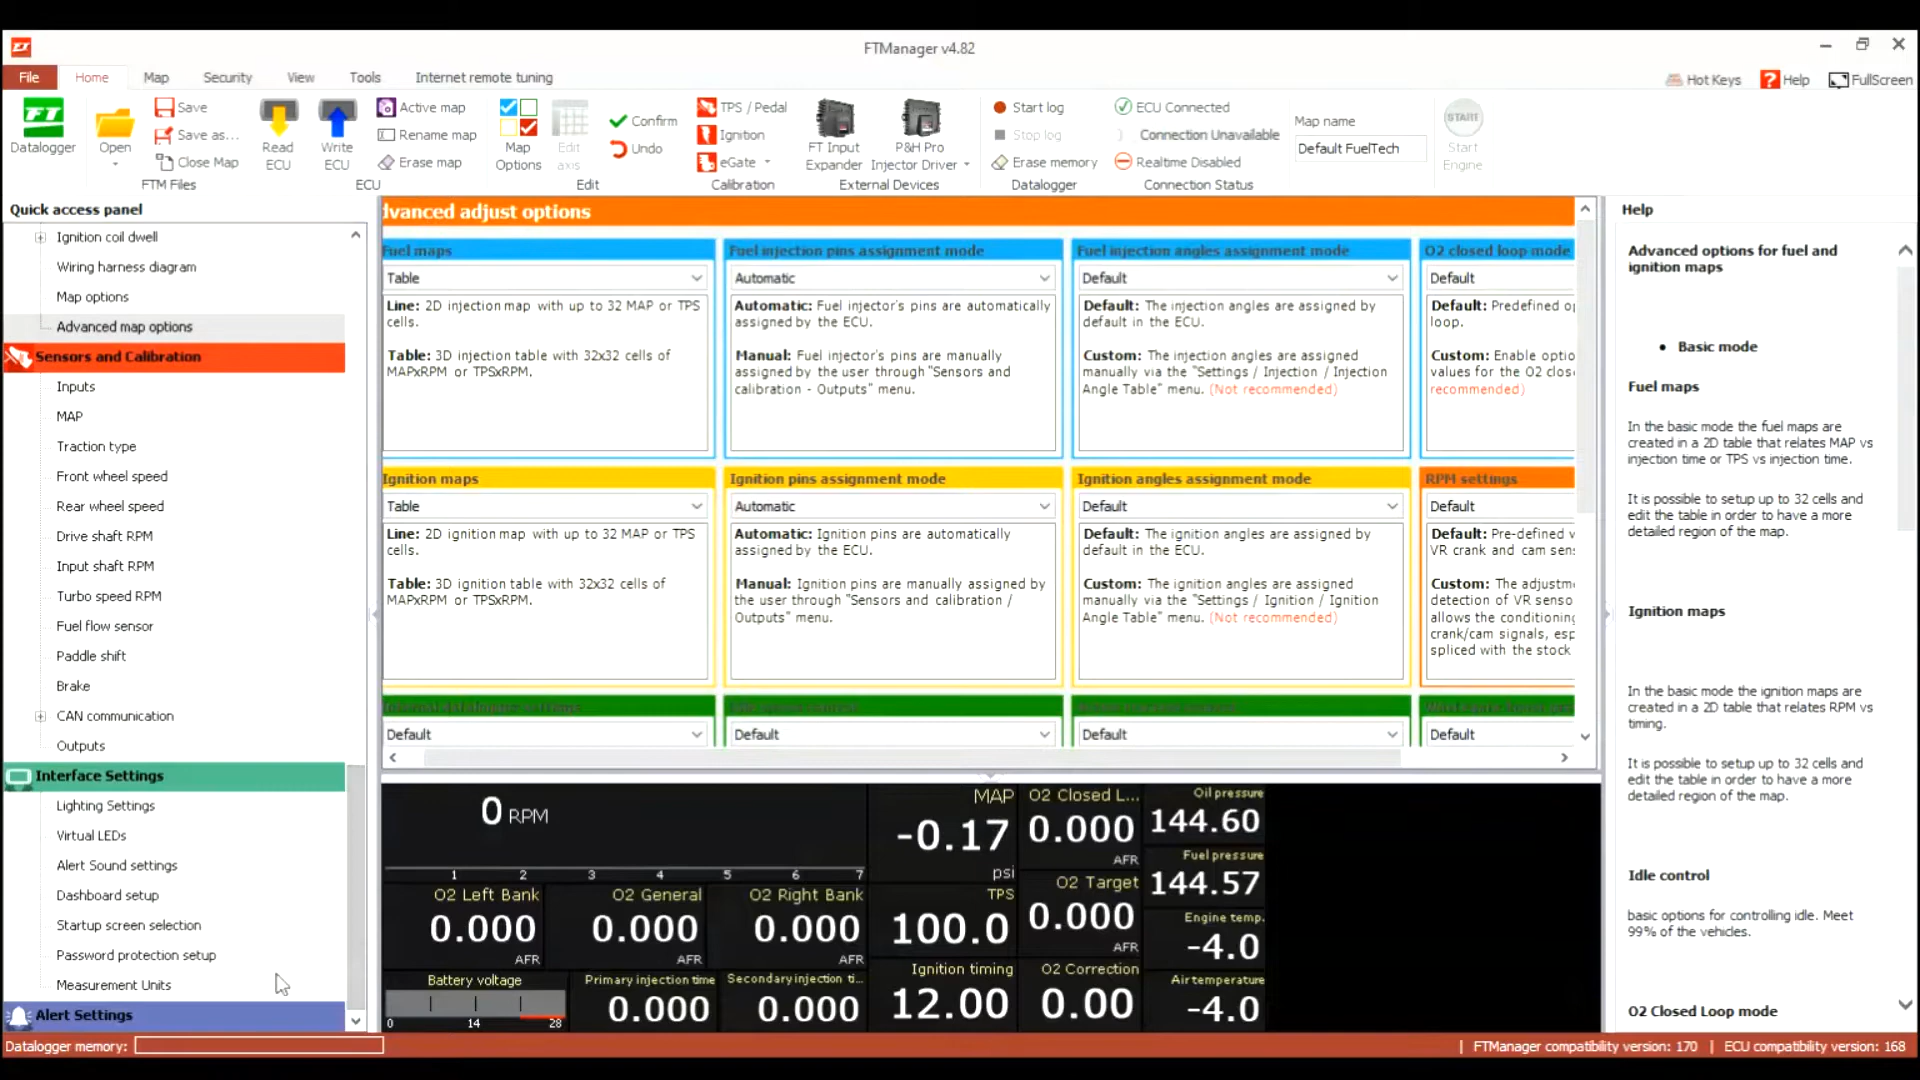 FTManager v4.82
File
Home
Map
Security
View
Tools
Internet remote tuning
Hot Keys
Help
FullScreen
Datalogger
Open
Save
Save as...
Close Map
FTM Files
Read
ECU
Write
ECU
Active map
Rename map
Erase map
ECU
Map
Options
Edit
axis
Confirm
Undo
Edit
TPS / Pedal
Ignition
eGate
Calibration
FT Input
Expander
P&H Pro
Injector Driver
External Devices
Start log
Stop log
Erase memory
Datalogger
ECU Connected
Connection Unavailable
Realtime Disabled
Connection Status
Map name
Default FuelTech
START
Start
Engine
Quick access panel
Ignition coil dwell
Wiring harness diagram
Map options
Advanced map options
Sensors and Calibration
Inputs
MAP
Traction type
Front wheel speed
Rear wheel speed
Drive shaft RPM
Input shaft RPM
Turbo speed RPM
Fuel flow sensor
Paddle shift
Brake
CAN communication
Outputs
Interface Settings
Lighting Settings
Virtual LEDs
Alert Sound settings
Dashboard setup
Startup screen selection
Password protection setup
Measurement Units
Alert Settings
dvanced adjust options
Fuel maps
Table
Line: 2D injection map with up to 32 MAP or TPS
cells.
Table: 3D injection table with 32x32 cells of
MAPxRPM or TPSxRPM.
Fuel injection pins assignment mode
Automatic
Automatic: Fuel injector's pins are automatically
assigned by the ECU.
Manual: Fuel injector's pins are manually
assigned by the user through "Sensors and
calibration - Outputs" menu.
Fuel injection angles assignment mode
Default
Default: The injection angles are assigned by
default in the ECU.
Custom: The injection angles are assigned
manually via the "Settings / Injection / Injection
Angle Table" menu. (Not recommended)
O2 closed loop mode
Default
Default: Predefined op
loop.
Custom: Enable optio
values for the O2 close
recommended)
Ignition maps
Table
Line: 2D ignition map with up to 32 MAP or TPS
cells.
Table: 3D ignition table with 32x32 cells of
MAPxRPM or TPSxRPM.
Ignition pins assignment mode
Automatic
Automatic: Ignition pins are automatically
assigned by the ECU.
Manual: Ignition pins are manually assigned by
the user through "Sensors and calibration /
Outputs" menu.
Ignition angles assignment mode
Default
Default: The ignition angles are assigned by
default in the ECU.
Custom: The ignition angles are assigned
manually via the "Settings / Ignition / Ignition
Angle Table" menu. (Not recommended)
RPM settings
Default
Default: Pre-defined v
VR crank and cam sens
Custom: The adjustm
detection of VR senso
allows the conditioning
crank/cam signals, esp
spliced with the stock
Default
Default
Default
Default
0 RPM
1 2 3 4 5 6 7
O2 Left Bank
0.000
AFR
O2 General
0.000
AFR
O2 Right Bank
0.000
AFR
Battery voltage
0 14 28
Primary injection time
0.000
Secondary injection ti...
0.000
MAP
-0.17
psi
TPS
100.0
Ignition timing
12.00
O2 Closed L...
0.000
AFR
O2 Target
0.000
AFR
O2 Correction
0.00
Oil pressure
144.60
Fuel pressure
144.57
Engine temp.
-4.0
Air temperature
-4.0
Help
Advanced options for fuel and
ignition maps
• Basic mode
Fuel maps
In the basic mode the fuel maps are
created in a 2D table that relates MAP vs
injection time or TPS vs injection time.
It is possible to setup up to 32 cells and
edit the table in order to have a more
detailed region of the map.
Ignition maps
In the basic mode the ignition maps are
created in a 2D table that relates RPM vs
timing.
It is possible to setup up to 32 cells and
edit the table in order to have a more
detailed region of the map.
Idle control
basic options for controlling idle. Meet
99% of the vehicles.
O2 Closed Loop mode
Datalogger memory:
| FTManager compatibility version: 170 | ECU compatibility version: 168